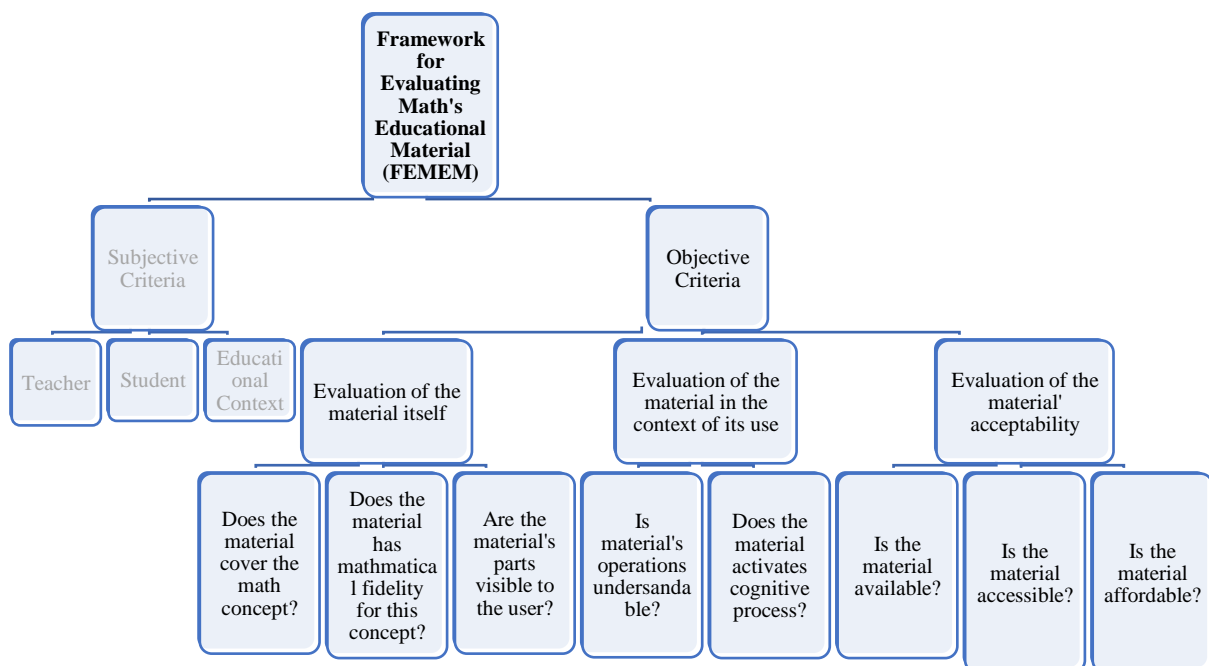 Framework
for
Evaluating
Math's
Educational
Material
(FEMEM)
Subjective
Criteria
Objective
Criteria
Teacher
Student
Educati
onal
Context
Evaluation of the
material itself
Evaluation of the
material in the
context of its use
Evaluation of the
material'
acceptability
Does the
material
cover the
math
concept?
Does the
material
has
mathmatica
l fidelity
for this
concept?
Are the
material's
parts
visible to
the user?
Is
material's
operations
undersanda
ble?
Does the
material
activates
cognitive
process?
Is the
material
available?
Is the
material
accessible?
Is the
material
affordable?